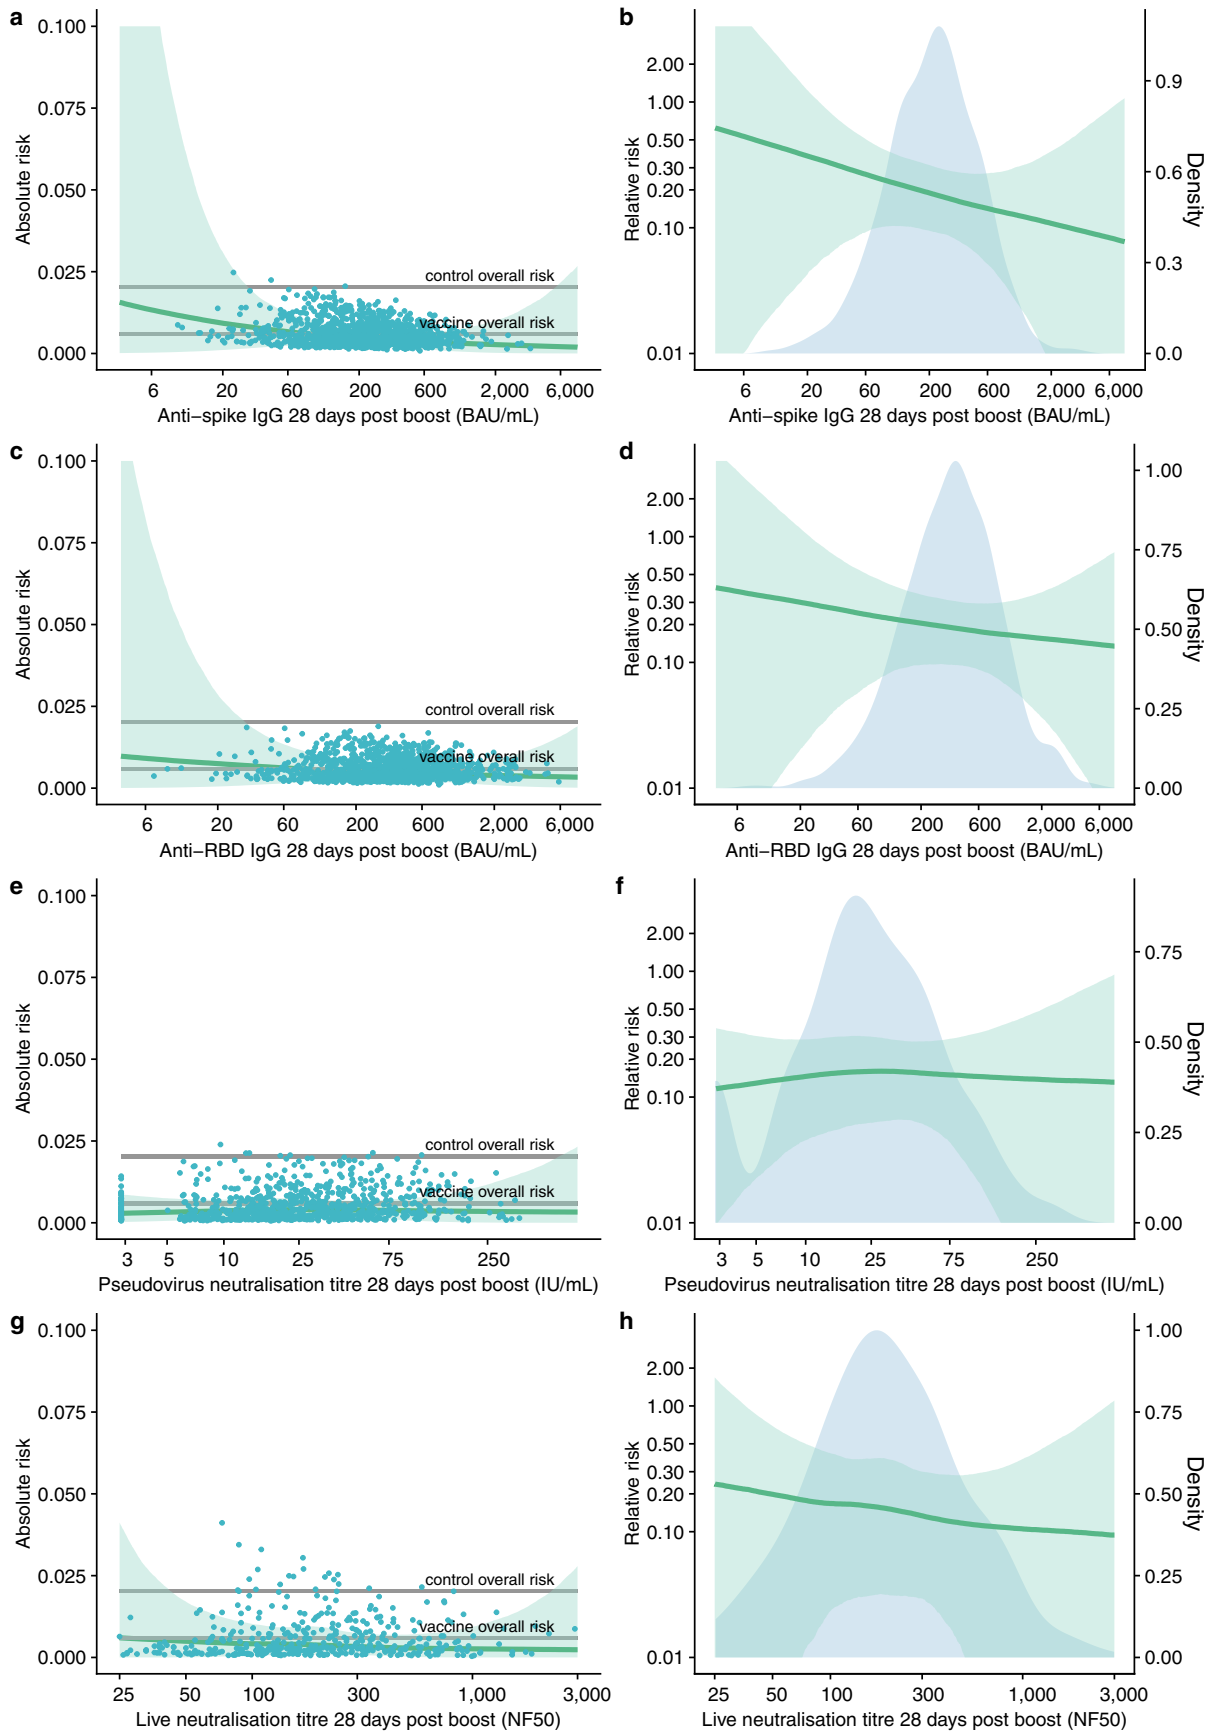 a
0.100
0.075
0.050
0.025
0.000
Absolute risk
control overall risk
vaccine overall risk
6 20 60 200 600 2,000 6,000
Anti−spike IgG 28 days post boost (BAU/mL)
b
2.00
1.00
0.50
0.30
0.20
0.10
0.01
Relative risk
0.9
0.6
0.3
0.0
Density
6 20 60 200 600 2,000 6,000
Anti−spike IgG 28 days post boost (BAU/mL)
c
0.100
0.075
0.050
0.025
0.000
Absolute risk
control overall risk
vaccine overall risk
6 20 60 200 600 2,000 6,000
Anti−RBD IgG 28 days post boost (BAU/mL)
d
2.00
1.00
0.50
0.30
0.20
0.10
0.01
Relative risk
1.00
0.75
0.50
0.25
0.00
Density
6 20 60 200 600 2,000 6,000
Anti−RBD IgG 28 days post boost (BAU/mL)
e
0.100
0.075
0.050
0.025
0.000
Absolute risk
control overall risk
vaccine overall risk
3 5 10 25 75 250
Pseudovirus neutralisation titre 28 days post boost (IU/mL)
f
2.00
1.00
0.50
0.30
0.20
0.10
0.01
Relative risk
0.75
0.50
0.25
0.00
Density
3 5 10 25 75 250
Pseudovirus neutralisation titre 28 days post boost (IU/mL)
g
0.100
0.075
0.050
0.025
0.000
Absolute risk
control overall risk
vaccine overall risk
25 50 100 300 1,000 3,000
Live neutralisation titre 28 days post boost (NF50)
h
2.00
1.00
0.50
0.30
0.20
0.10
0.01
Relative risk
1.00
0.75
0.50
0.25
0.00
Density
25 50 100 300 1,000 3,000
Live neutralisation titre 28 days post boost (NF50)